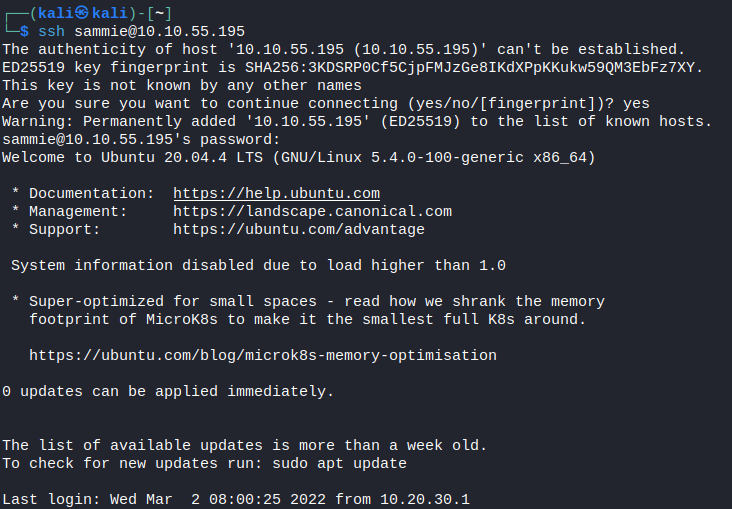 ┌──(kali㉿kali)-[~]
└─$ ssh sammie@10.10.55.195
The authenticity of host '10.10.55.195 (10.10.55.195)' can't be established.
ED25519 key fingerprint is SHA256:3KDSRP0Cf5CjpFMJzGe8IKdXPpKKukw59QM3EbFz7XY.
This key is not known by any other names
Are you sure you want to continue connecting (yes/no/[fingerprint])? yes
Warning: Permanently added '10.10.55.195' (ED25519) to the list of known hosts.
sammie@10.10.55.195's password:
Welcome to Ubuntu 20.04.4 LTS (GNU/Linux 5.4.0-100-generic x86_64)

 * Documentation:  https://help.ubuntu.com
 * Management:     https://landscape.canonical.com
 * Support:        https://ubuntu.com/advantage

 System information disabled due to load higher than 1.0

 * Super-optimized for small spaces - read how we shrank the memory
   footprint of MicroK8s to make it the smallest full K8s around.

   https://ubuntu.com/blog/microk8s-memory-optimisation

0 updates can be applied immediately.


The list of available updates is more than a week old.
To check for new updates run: sudo apt update

Last login: Wed Mar  2 08:00:25 2022 from 10.20.30.1